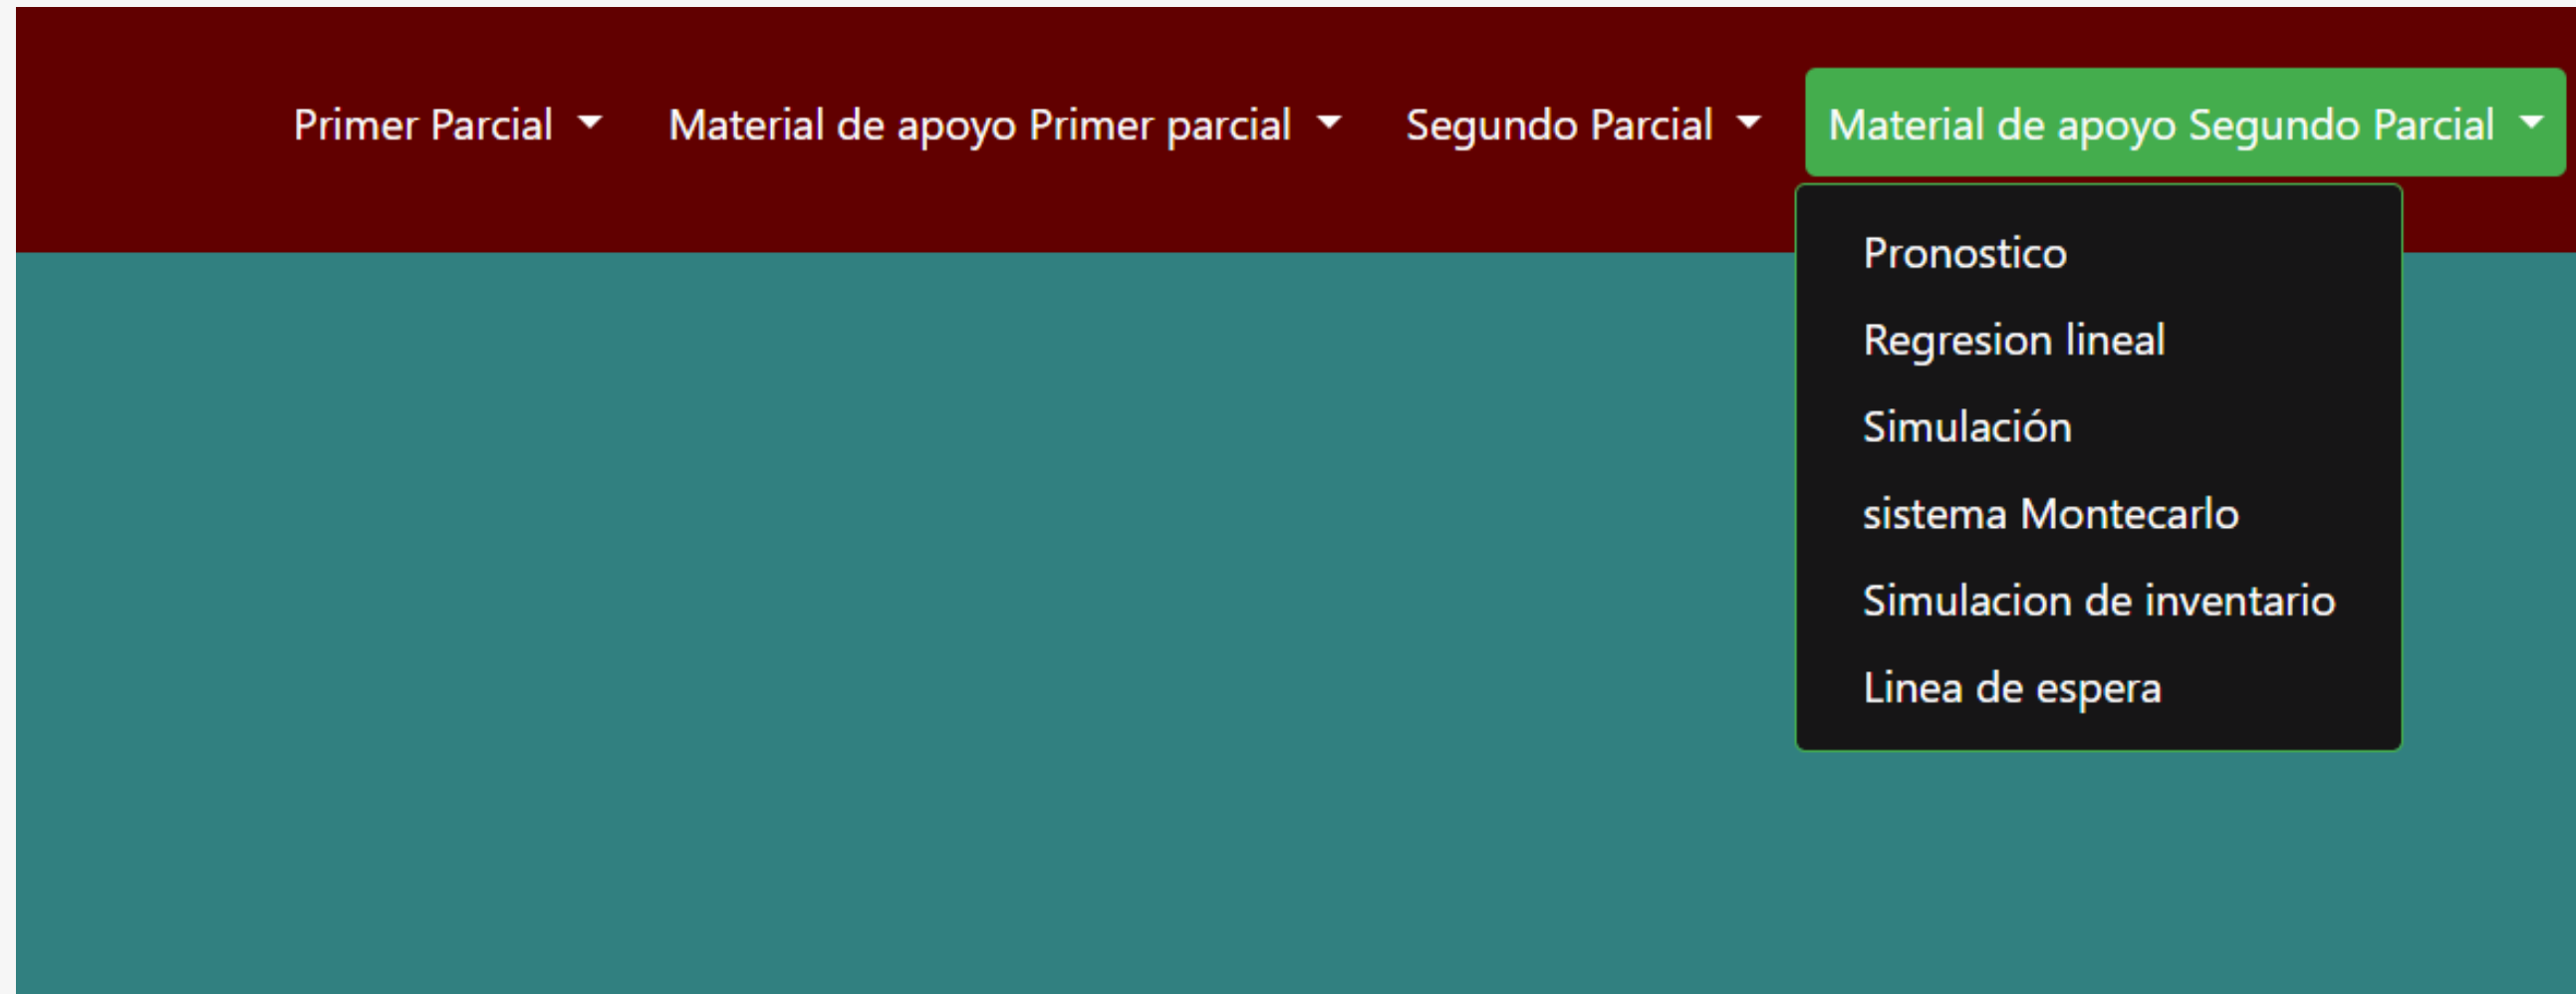 Primer Parcial Material de apoyo Primer parcial Segundo Parcial Material de apoyo Segundo Parcial
Pronostico
Regresion lineal
Simulación
sistema Montecarlo
Simulacion de inventario
Linea de espera